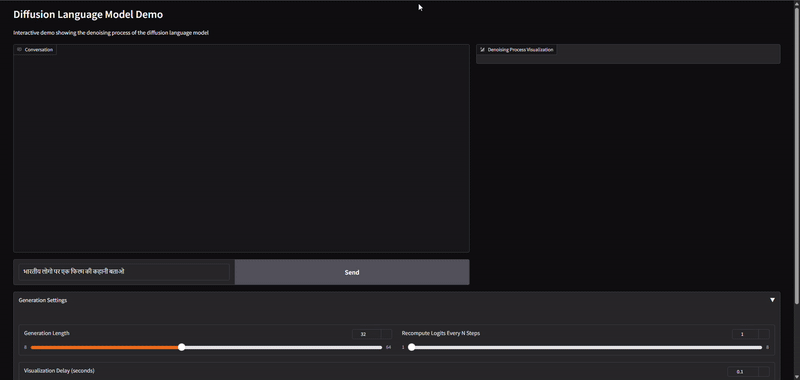 Diffusion Language Model Demo
Interactive demo showing the denoising process of the diffusion language model
Conversation
Denoising Process Visualization
भारतीय लोगो पर एक फिल्म की कहानी बताओ
Send
Generation Settings
Generation Length
32
8
64
Recompute Logits Every N Steps
1
1
Visualization Delay (seconds)
0.1